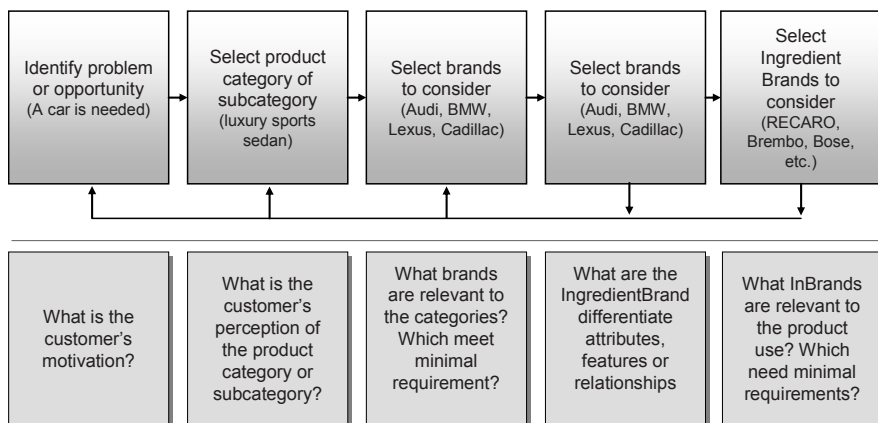 Identify problem
or opportunity
(A car is needed)
Select product
category of
subcategory
(luxury sports
sedan)
Select brands
to consider
(Audi, BMW,
Lexus, Cadillac)
Select brands
to consider
(Audi, BMW,
Lexus, Cadillac)
Select
Ingredient
Brands to
consider
(RECARO,
Brembo, Bose,
etc.)
What is the
customer's
motivation?
What is the
customer's
perception of
the product
category or
subcategory?
What brands
are relevant to
the categories?
Which meet
minimal
requirement?
What are the
IngredientBrand
differentiate
attributes,
features or
relationships
What InBrands
are relevant to
the product
use? Which
need minimal
requirements?